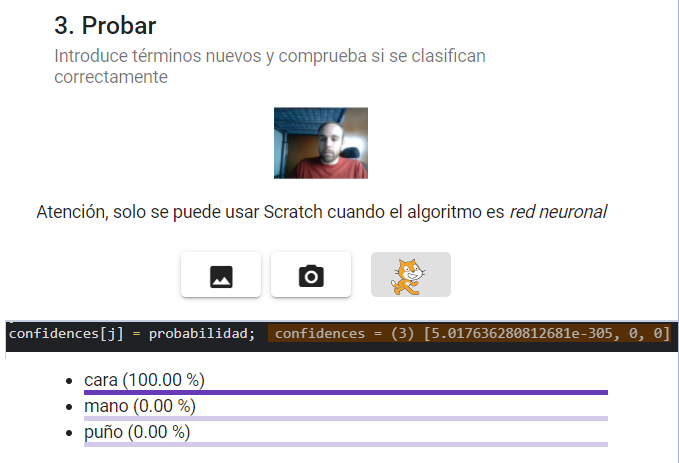 3. Probar
Introduce términos nuevos y comprueba si se clasifican
correctamente
Atención, solo se puede usar Scratch cuando el algoritmo es red neuronal
confidences[j] = probabilidad; confidences = (3) [5.017636280812681e-305, 0, 0]
• cara (100.00 %)
• mano (0.00 %)
• puño (0.00 %)